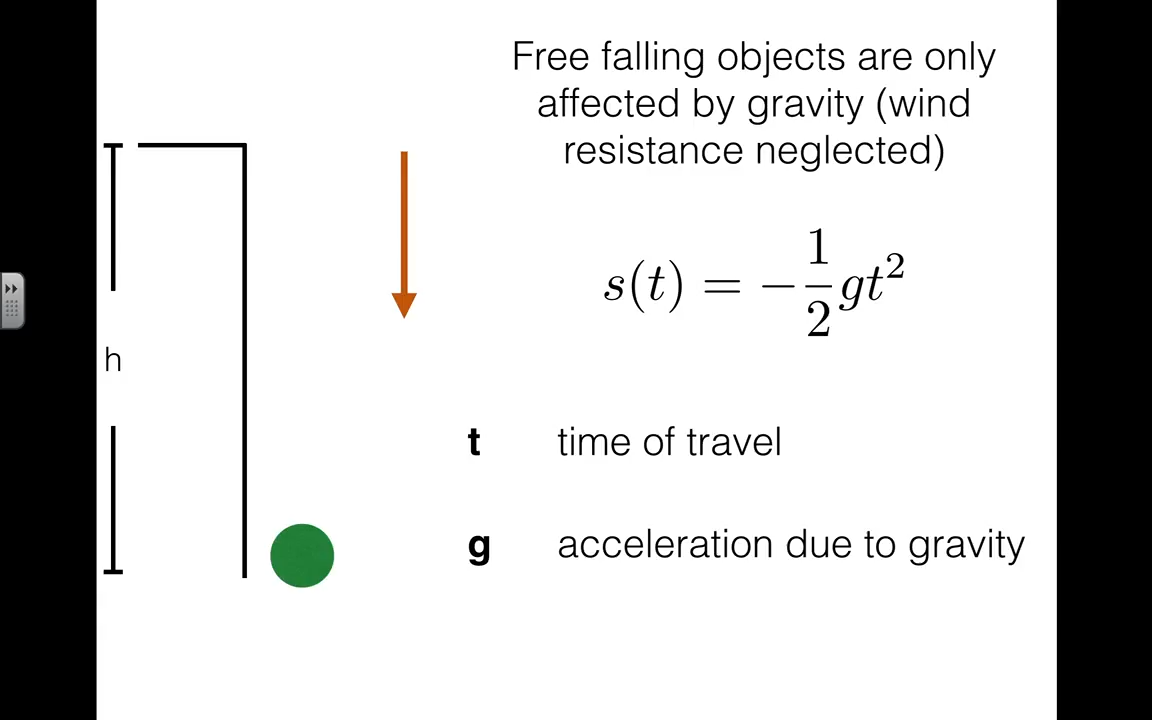 Free falling objects are only
affected by gravity (wind
resistance neglected)
s(t) = -\frac{1}{2}gt^2
h
t time of travel
g acceleration due to gravity